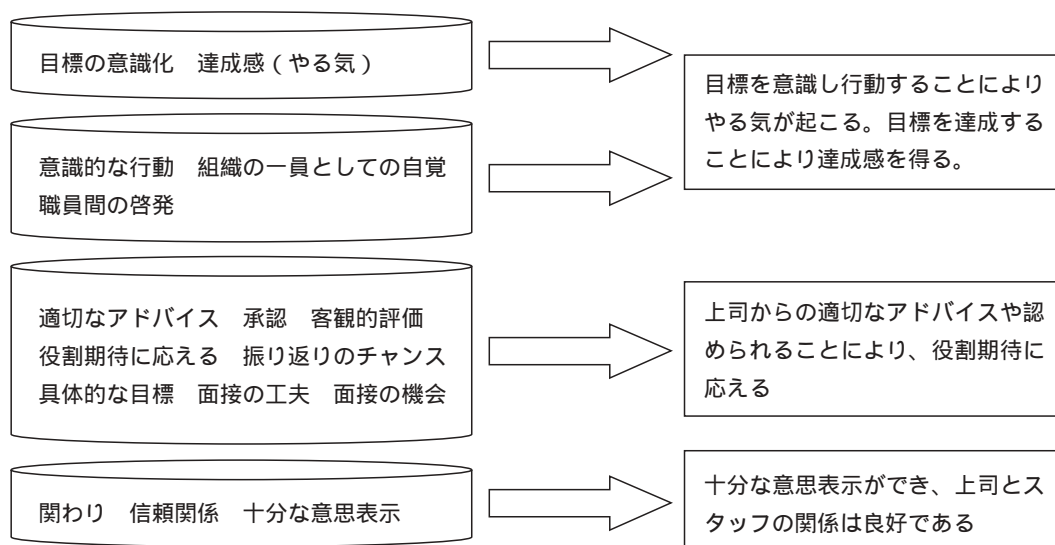 目標の意識化　達成感（やる気）
意識的な行動　組織の一員としての自覚
職員間の啓発
目標を意識し行動することにより
やる気が起こる。目標を達成する
ことにより達成感を得る。
適切なアドバイス　承認　客観的評価
役割期待に応える　振り返りのチャンス
具体的な目標　面接の工夫　面接の機会
上司からの適切なアドバイスや認
められることにより、役割期待に
応える
関わり　信頼関係　十分な意思表示
十分な意思表示ができ、上司とス
タッフの関係は良好である